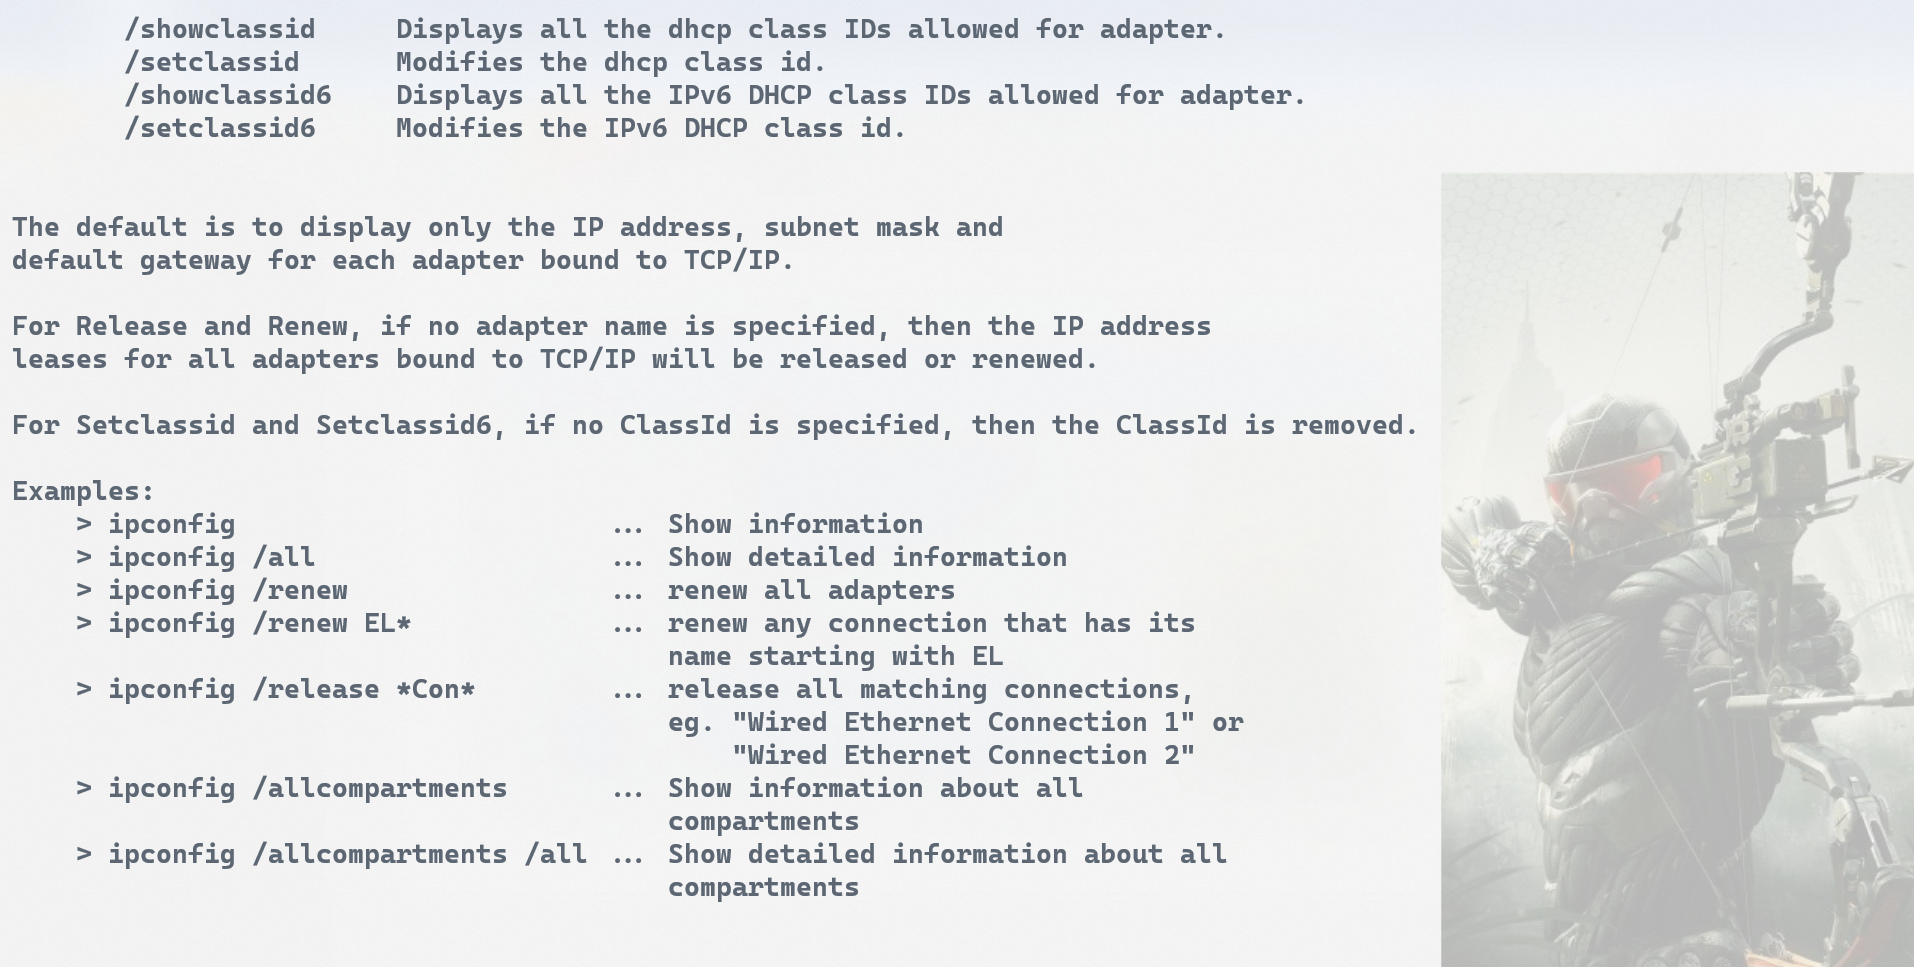 /showclassid     Displays all the dhcp class IDs allowed for adapter.
/setclassid      Modifies the dhcp class id.
/showclassid6    Displays all the IPv6 DHCP class IDs allowed for adapter.
/setclassid6     Modifies the IPv6 DHCP class id.
The default is to display only the IP address, subnet mask and
default gateway for each adapter bound to TCP/IP.
For Release and Renew, if no adapter name is specified, then the IP address
leases for all adapters bound to TCP/IP will be released or renewed.
For Setclassid and Setclassid6, if no ClassId is specified, then the ClassId is removed.
Examples:
    > ipconfig                       ... Show information
    > ipconfig /all                  ... Show detailed information
    > ipconfig /renew                ... renew all adapters
    > ipconfig /renew EL*            ... renew any connection that has its
                                         name starting with EL
    > ipconfig /release *Con*        ... release all matching connections,
                                         eg. "Wired Ethernet Connection 1" or
                                             "Wired Ethernet Connection 2"
    > ipconfig /allcompartments      ... Show information about all
                                         compartments
    > ipconfig /allcompartments /all ... Show detailed information about all
                                         compartments